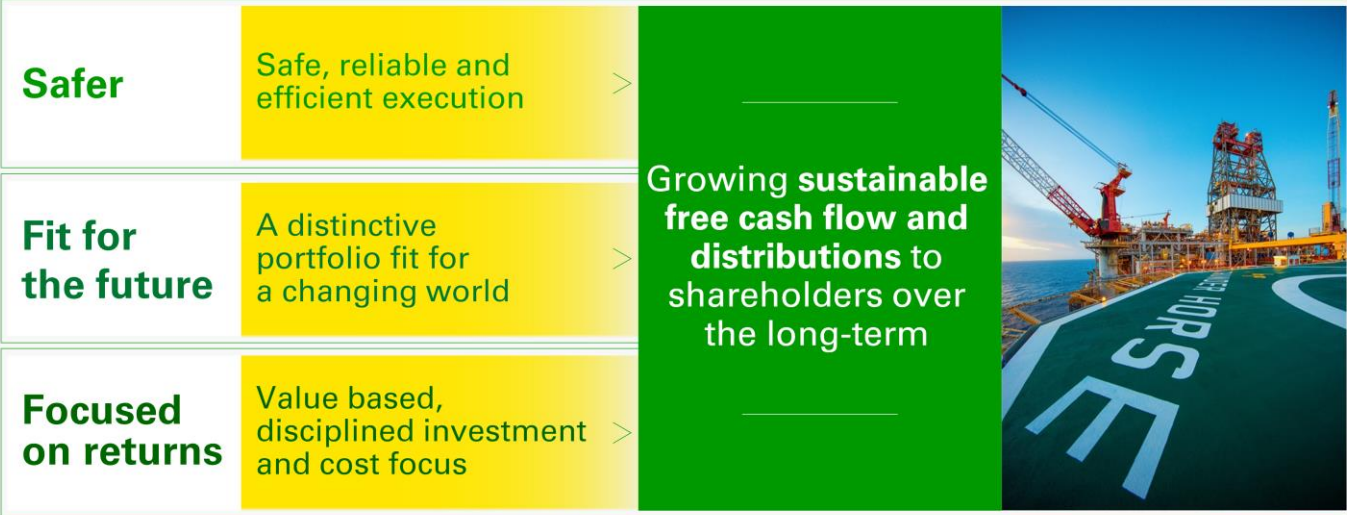 Safer
Safe, reliable and
efficient execution
>
Fit for
the future
A distinctive
portfolio fit for
a changing world
>
Focused
on returns
Value based,
disciplined investment
and cost focus
>
Growing sustainable
free cash flow and
distributions to
shareholders over
the long-term
HORSE